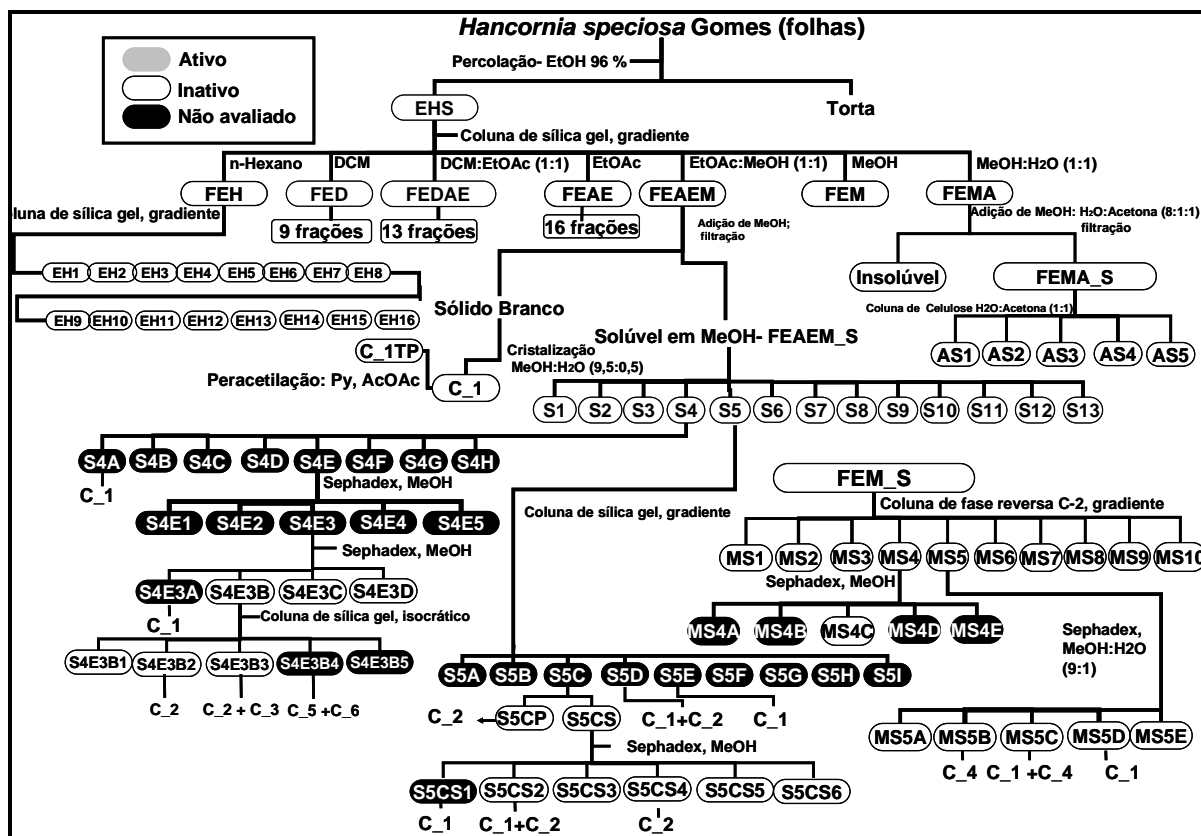 Hancornia speciosa Gomes (folhas)
Ativo
Inativo
Não avaliado
Percolação- EtOH 96 %
EHS
Torta
Coluna de sílica gel, gradiente
n-Hexano
DCM
DCM:EtOAc (1:1)
EtOAc
EtOAc:MeOH (1:1)
MeOH
MeOH:H2O (1:1)
FEH
FED
FEDAE
FEAE
FEAEM
FEM
FEMA
oluna de sílica gel, gradiente
9 frações
13 frações
16 frações
Adição de MeOH;
filtração
Adição de MeOH: H2O:Acetona (8:1:1)
filtração
EH1 EH2 EH3 EH4 EH5 EH6 EH7 EH8
Insolúvel
FEMA_S
EH9 EH10 EH11 EH12 EH13 EH14 EH15 EH16
Sólido Branco
Coluna de Celulose H2O:Acetona (1:1)
Solúvel em MeOH- FEAEM_S
AS1 AS2 AS3 AS4 AS5
C_1TP
Cristalização
MeOH:H2O (9,5:0,5)
Peracetilação: Py, AcOAc
C_1
S1 S2 S3 S4 S5 S6 S7 S8 S9 S10 S11 S12 S13
S4A S4B S4C S4D S4E S4F S4G S4H
C_1
Sephadex, MeOH
FEM_S
Coluna de fase reversa C-2, gradiente
S4E1 S4E2 S4E3 S4E4 S4E5
Coluna de sílica gel, gradiente
MS1 MS2 MS3 MS4 MS5 MS6 MS7 MS8 MS9 MS10
Sephadex, MeOH
Sephadex, MeOH
S4E3A S4E3B S4E3C S4E3D
C_1
Coluna de sílica gel, isocrático
MS4A MS4B MS4C MS4D MS4E
Sephadex,
MeOH:H2O
(9:1)
S4E3B1 S4E3B2 S4E3B3 S4E3B4 S4E3B5
C_2
C_2 + C_3
C_5 +C_6
S5A S5B S5C S5D S5E S5F S5G S5H S5I
C_2
S5CP
S5CS
C_1+C_2
C_1
Sephadex, MeOH
MS5A MS5B MS5C MS5D MS5E
C_4
C_1 +C_4
C_1
S5CS1 S5CS2 S5CS3 S5CS4 S5CS5 S5CS6
C_1
C_1+C_2
C_2